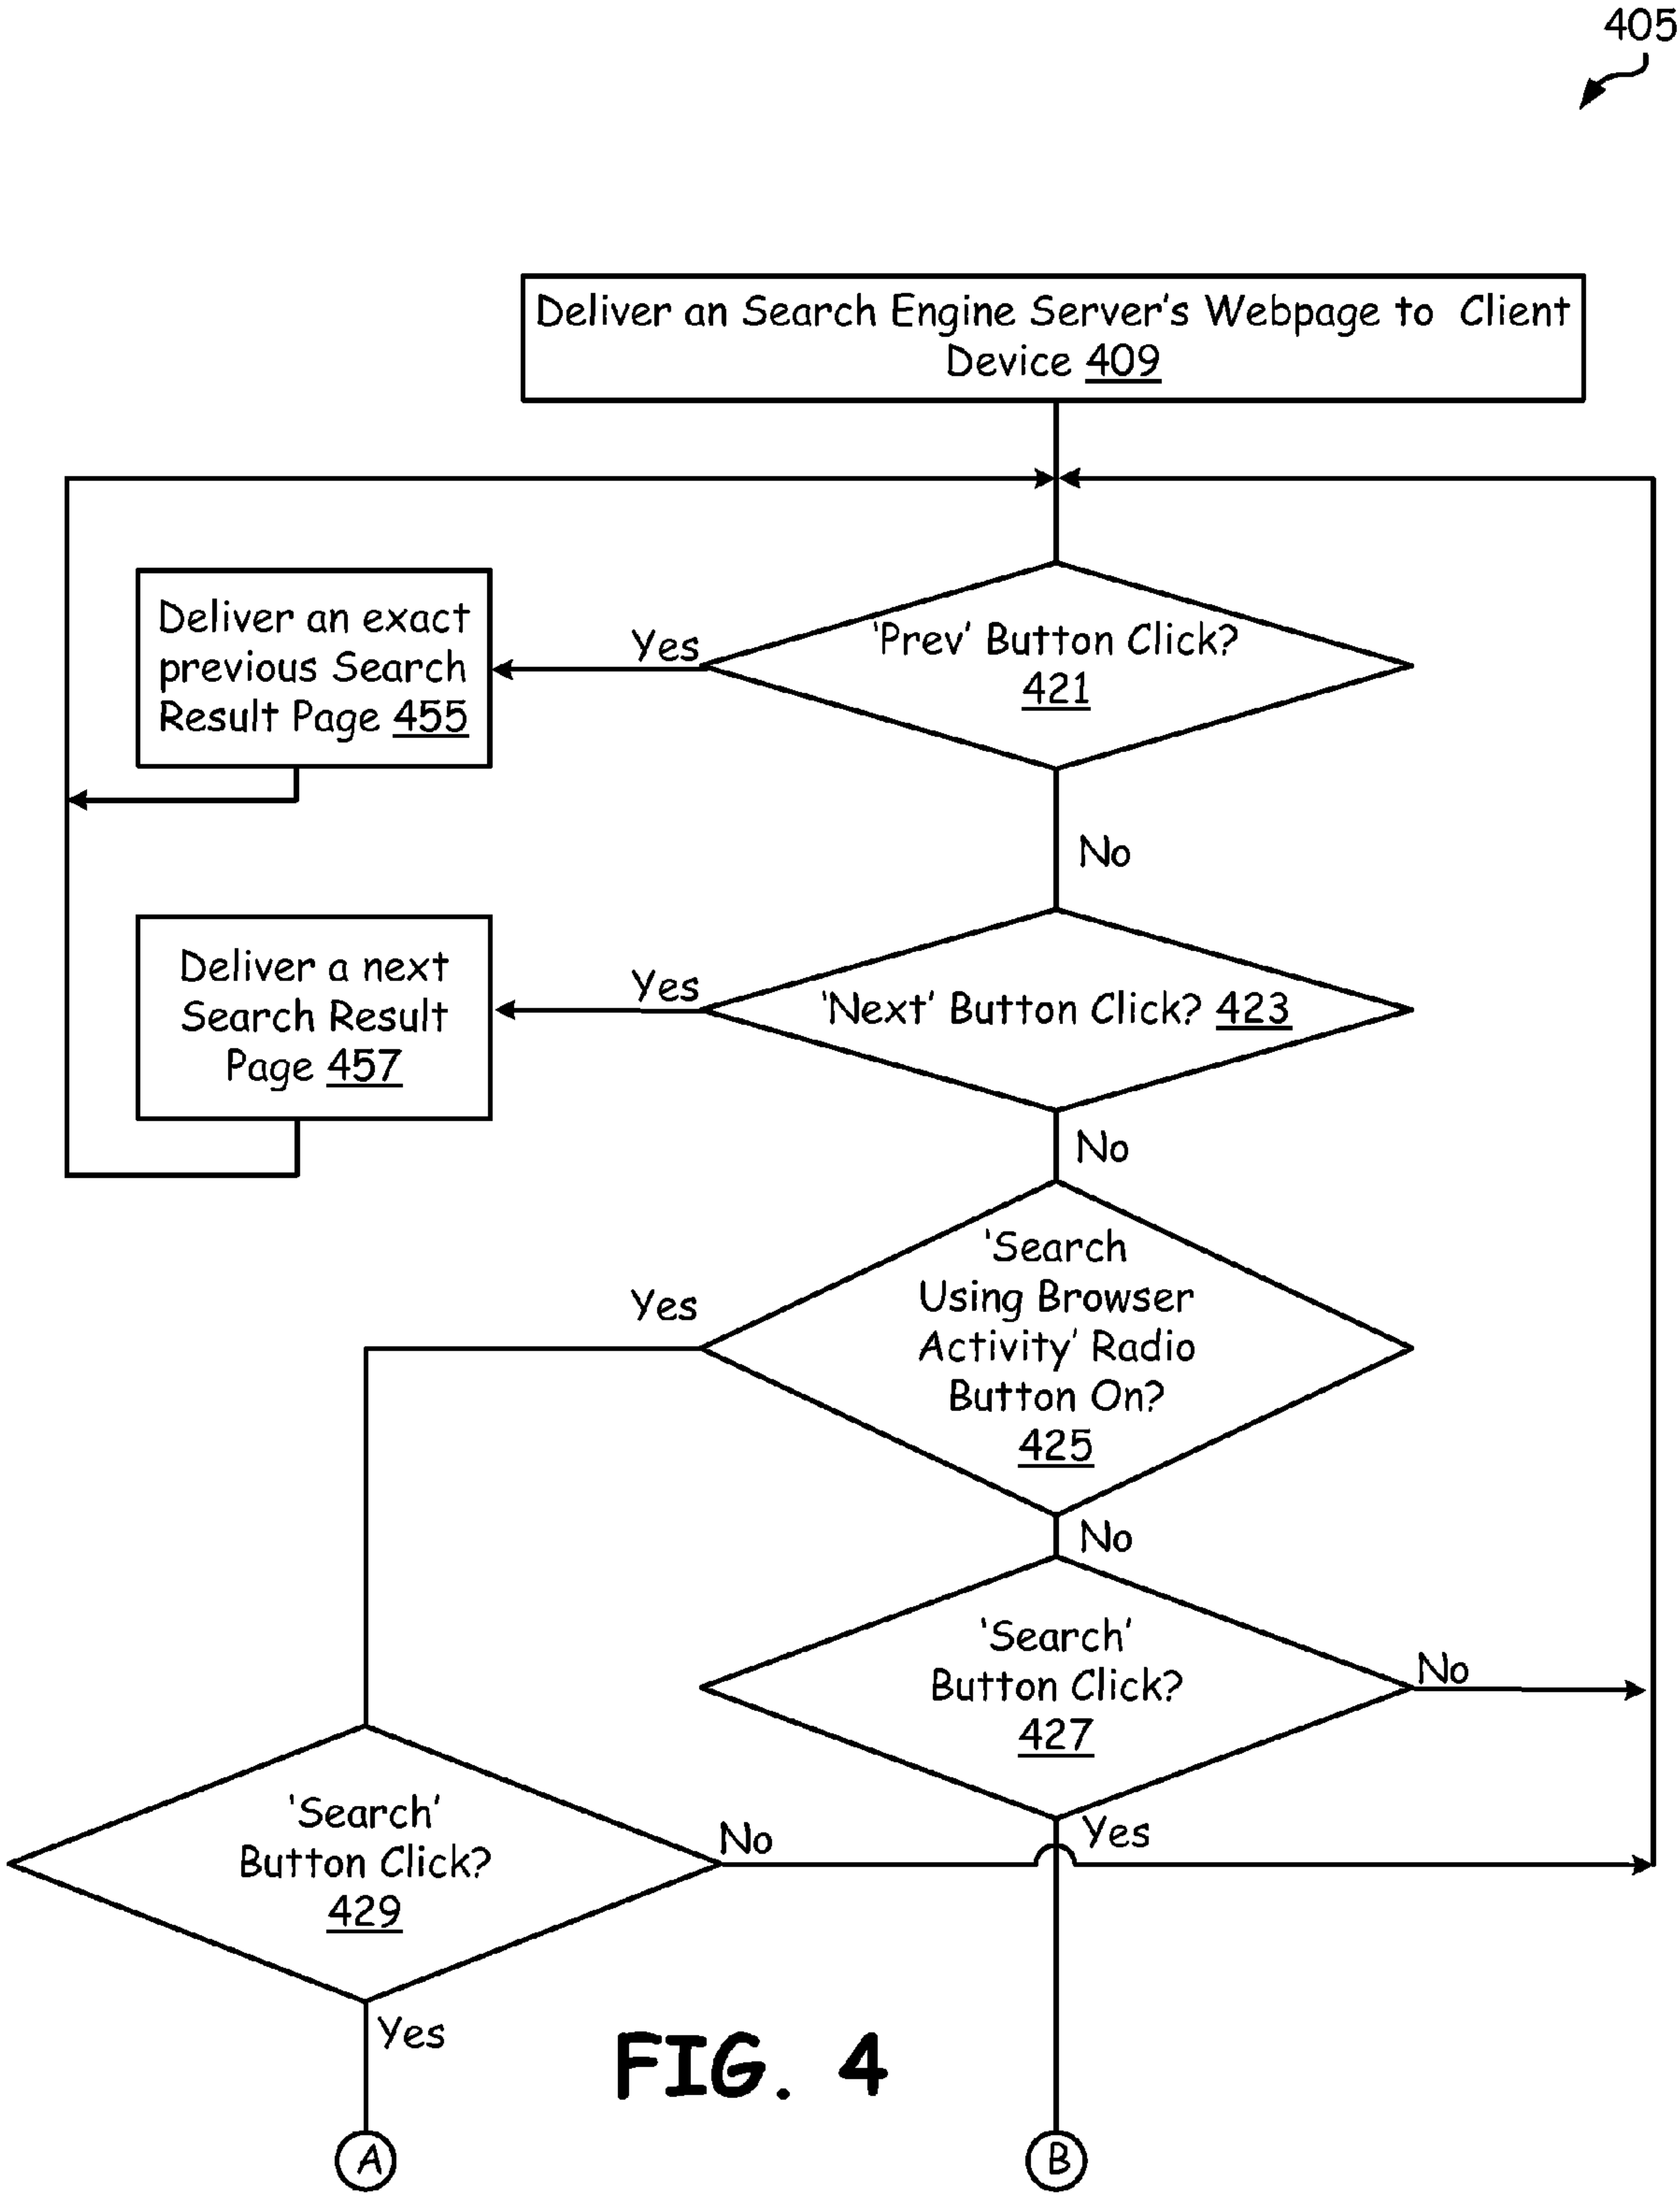 405
Deliver an Search Engine Server's Webpage to Client
Device 409
'Prev' Button Click?
421
Yes
Deliver an exact
previous Search
Result Page 455
No
'Next' Button Click? 423
Yes
Deliver a next
Search Result
Page 457
No
'Search
Using Browser
Activity' Radio
Button On?
425
Yes
No
'Search'
Button Click?
427
No
Yes
'Search'
Button Click?
429
No
Yes
FIG. 4
A
B